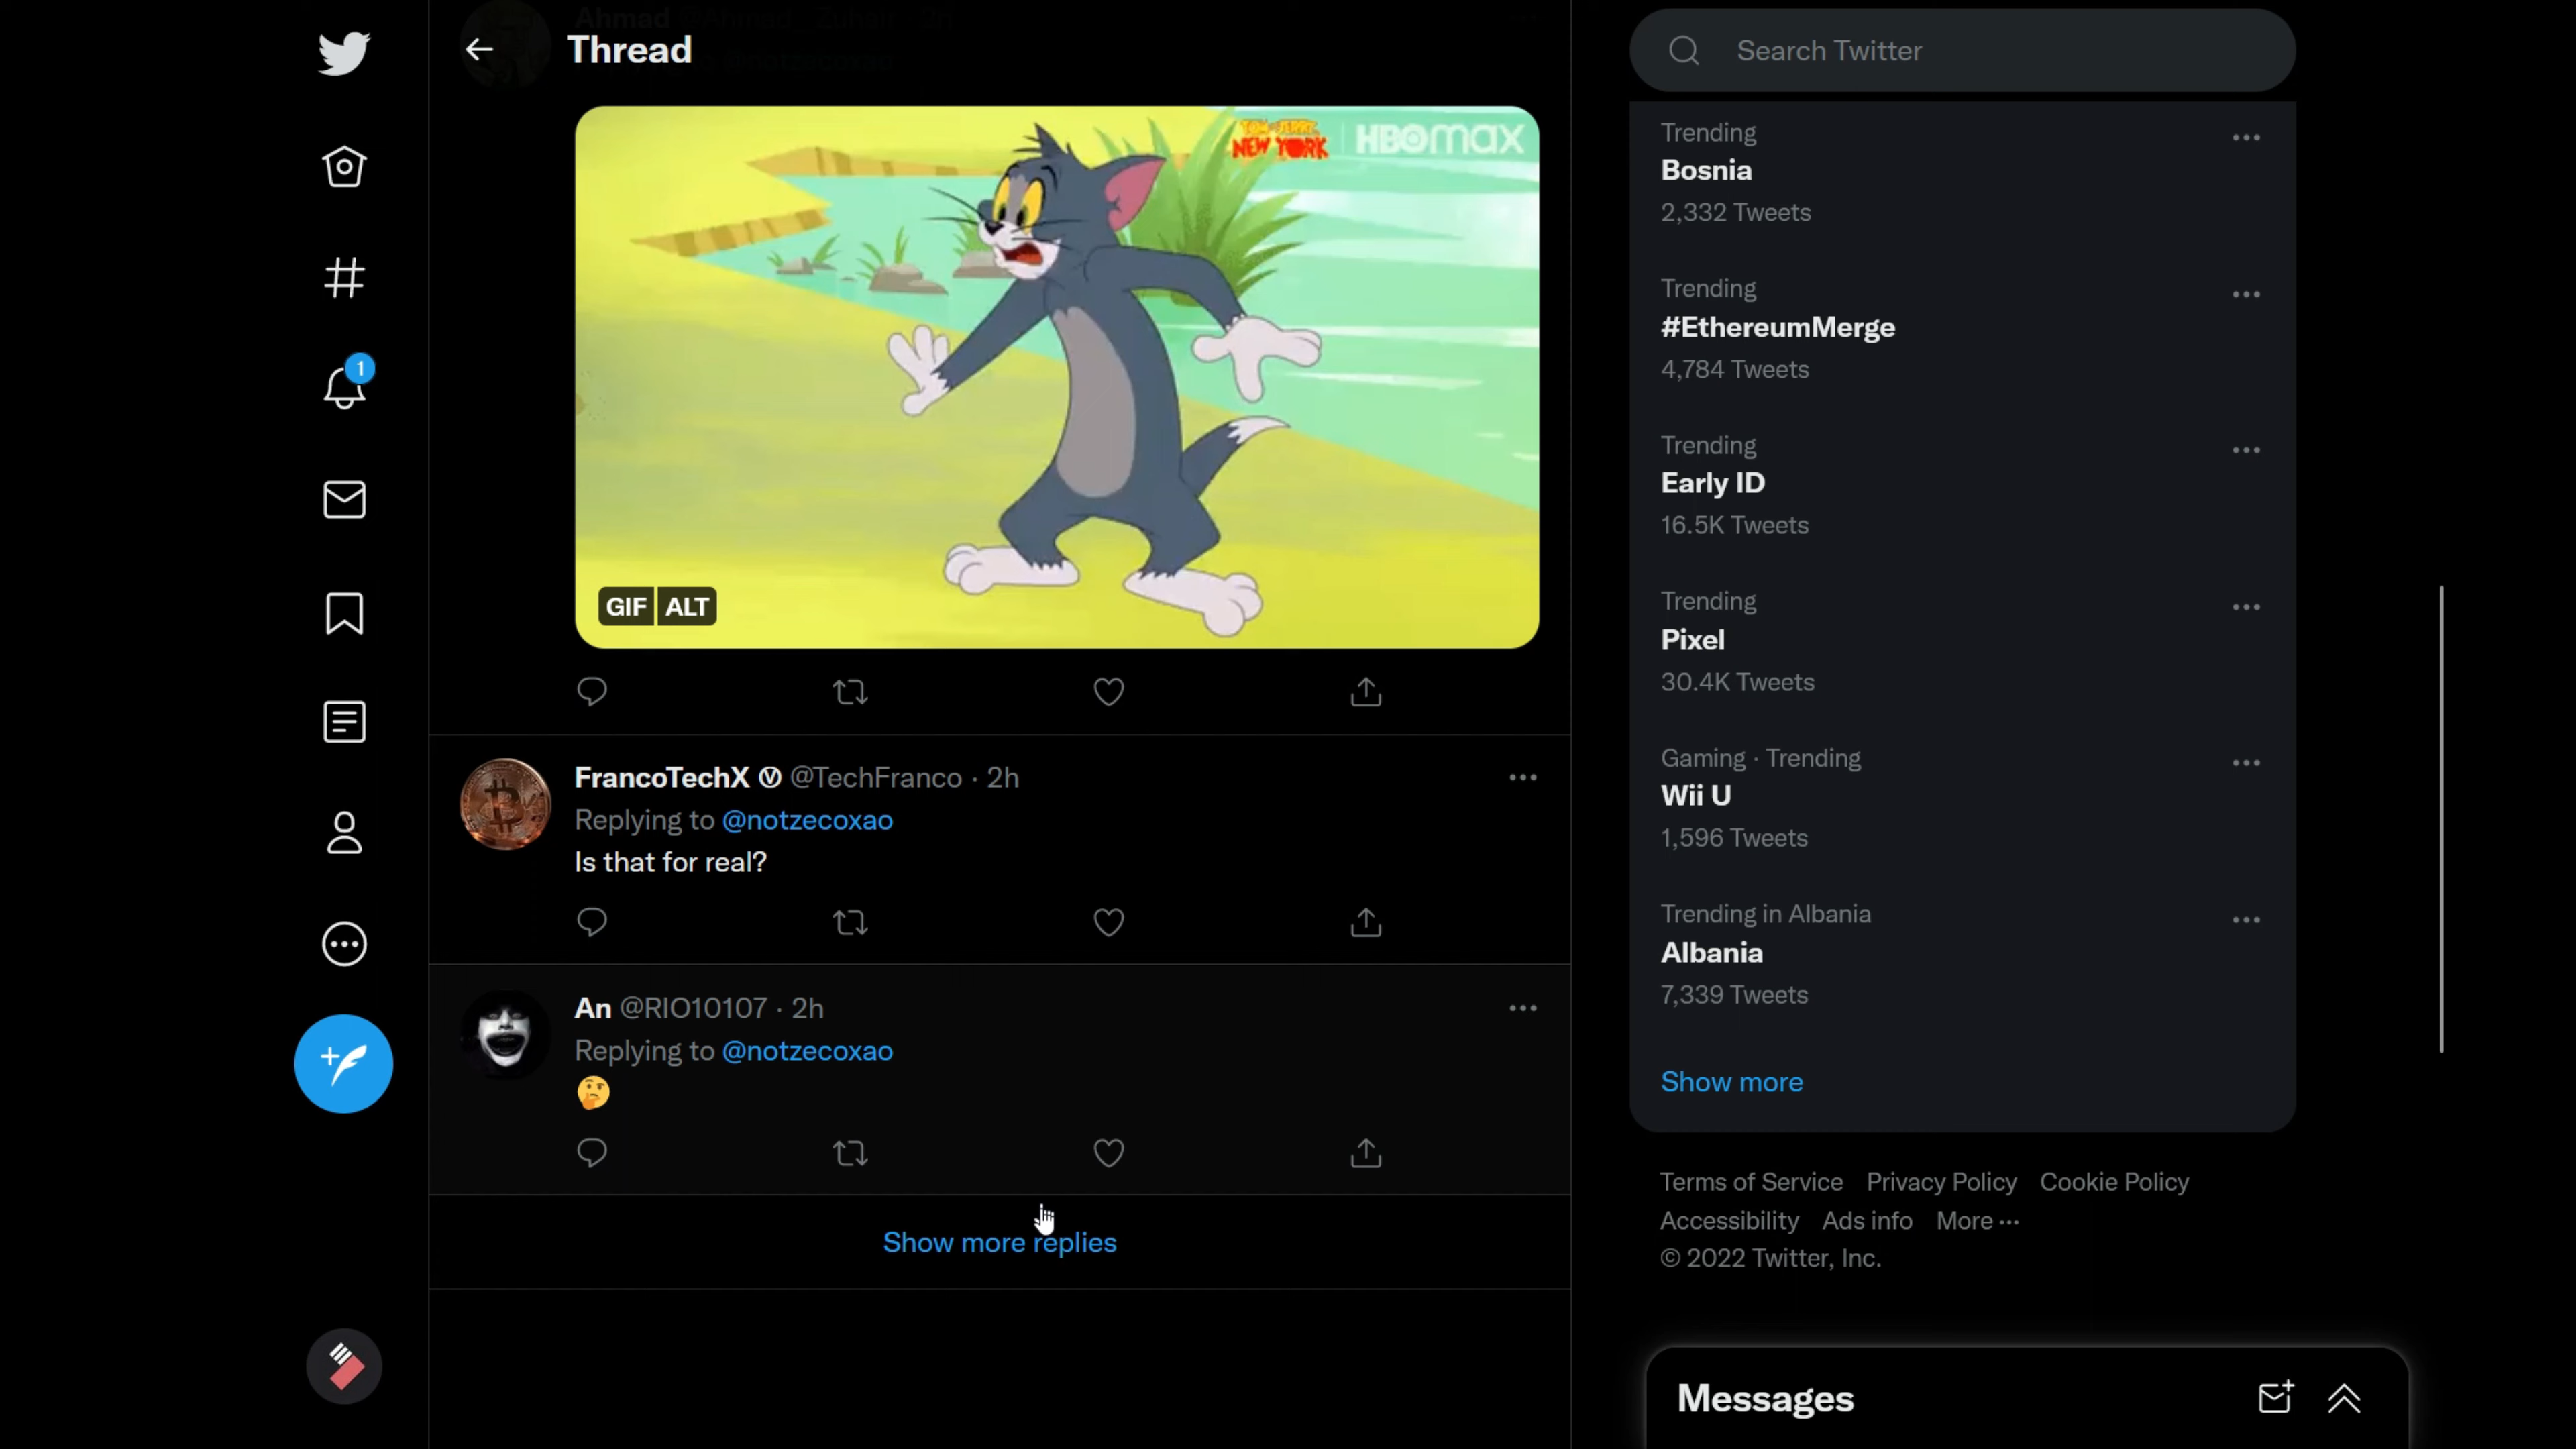 Thread
TOM AND JERRY NEW YORK HBOmax
GIF ALT
FrancoTechX @TechFranco · 2h
Replying to @notzecoxao
Is that for real?
An @RIO10107 · 2h
Replying to @notzecoxao
🤔
Show more replies
1
Search Twitter
Trending
Bosnia
2,332 Tweets
Trending
#EthereumMerge
4,784 Tweets
Trending
Early ID
16.5K Tweets
Trending
Pixel
30.4K Tweets
Gaming · Trending
Wii U
1,596 Tweets
Trending in Albania
Albania
7,339 Tweets
Show more
Terms of Service Privacy Policy Cookie Policy
Accessibility Ads info More ···
© 2022 Twitter, Inc.
Messages